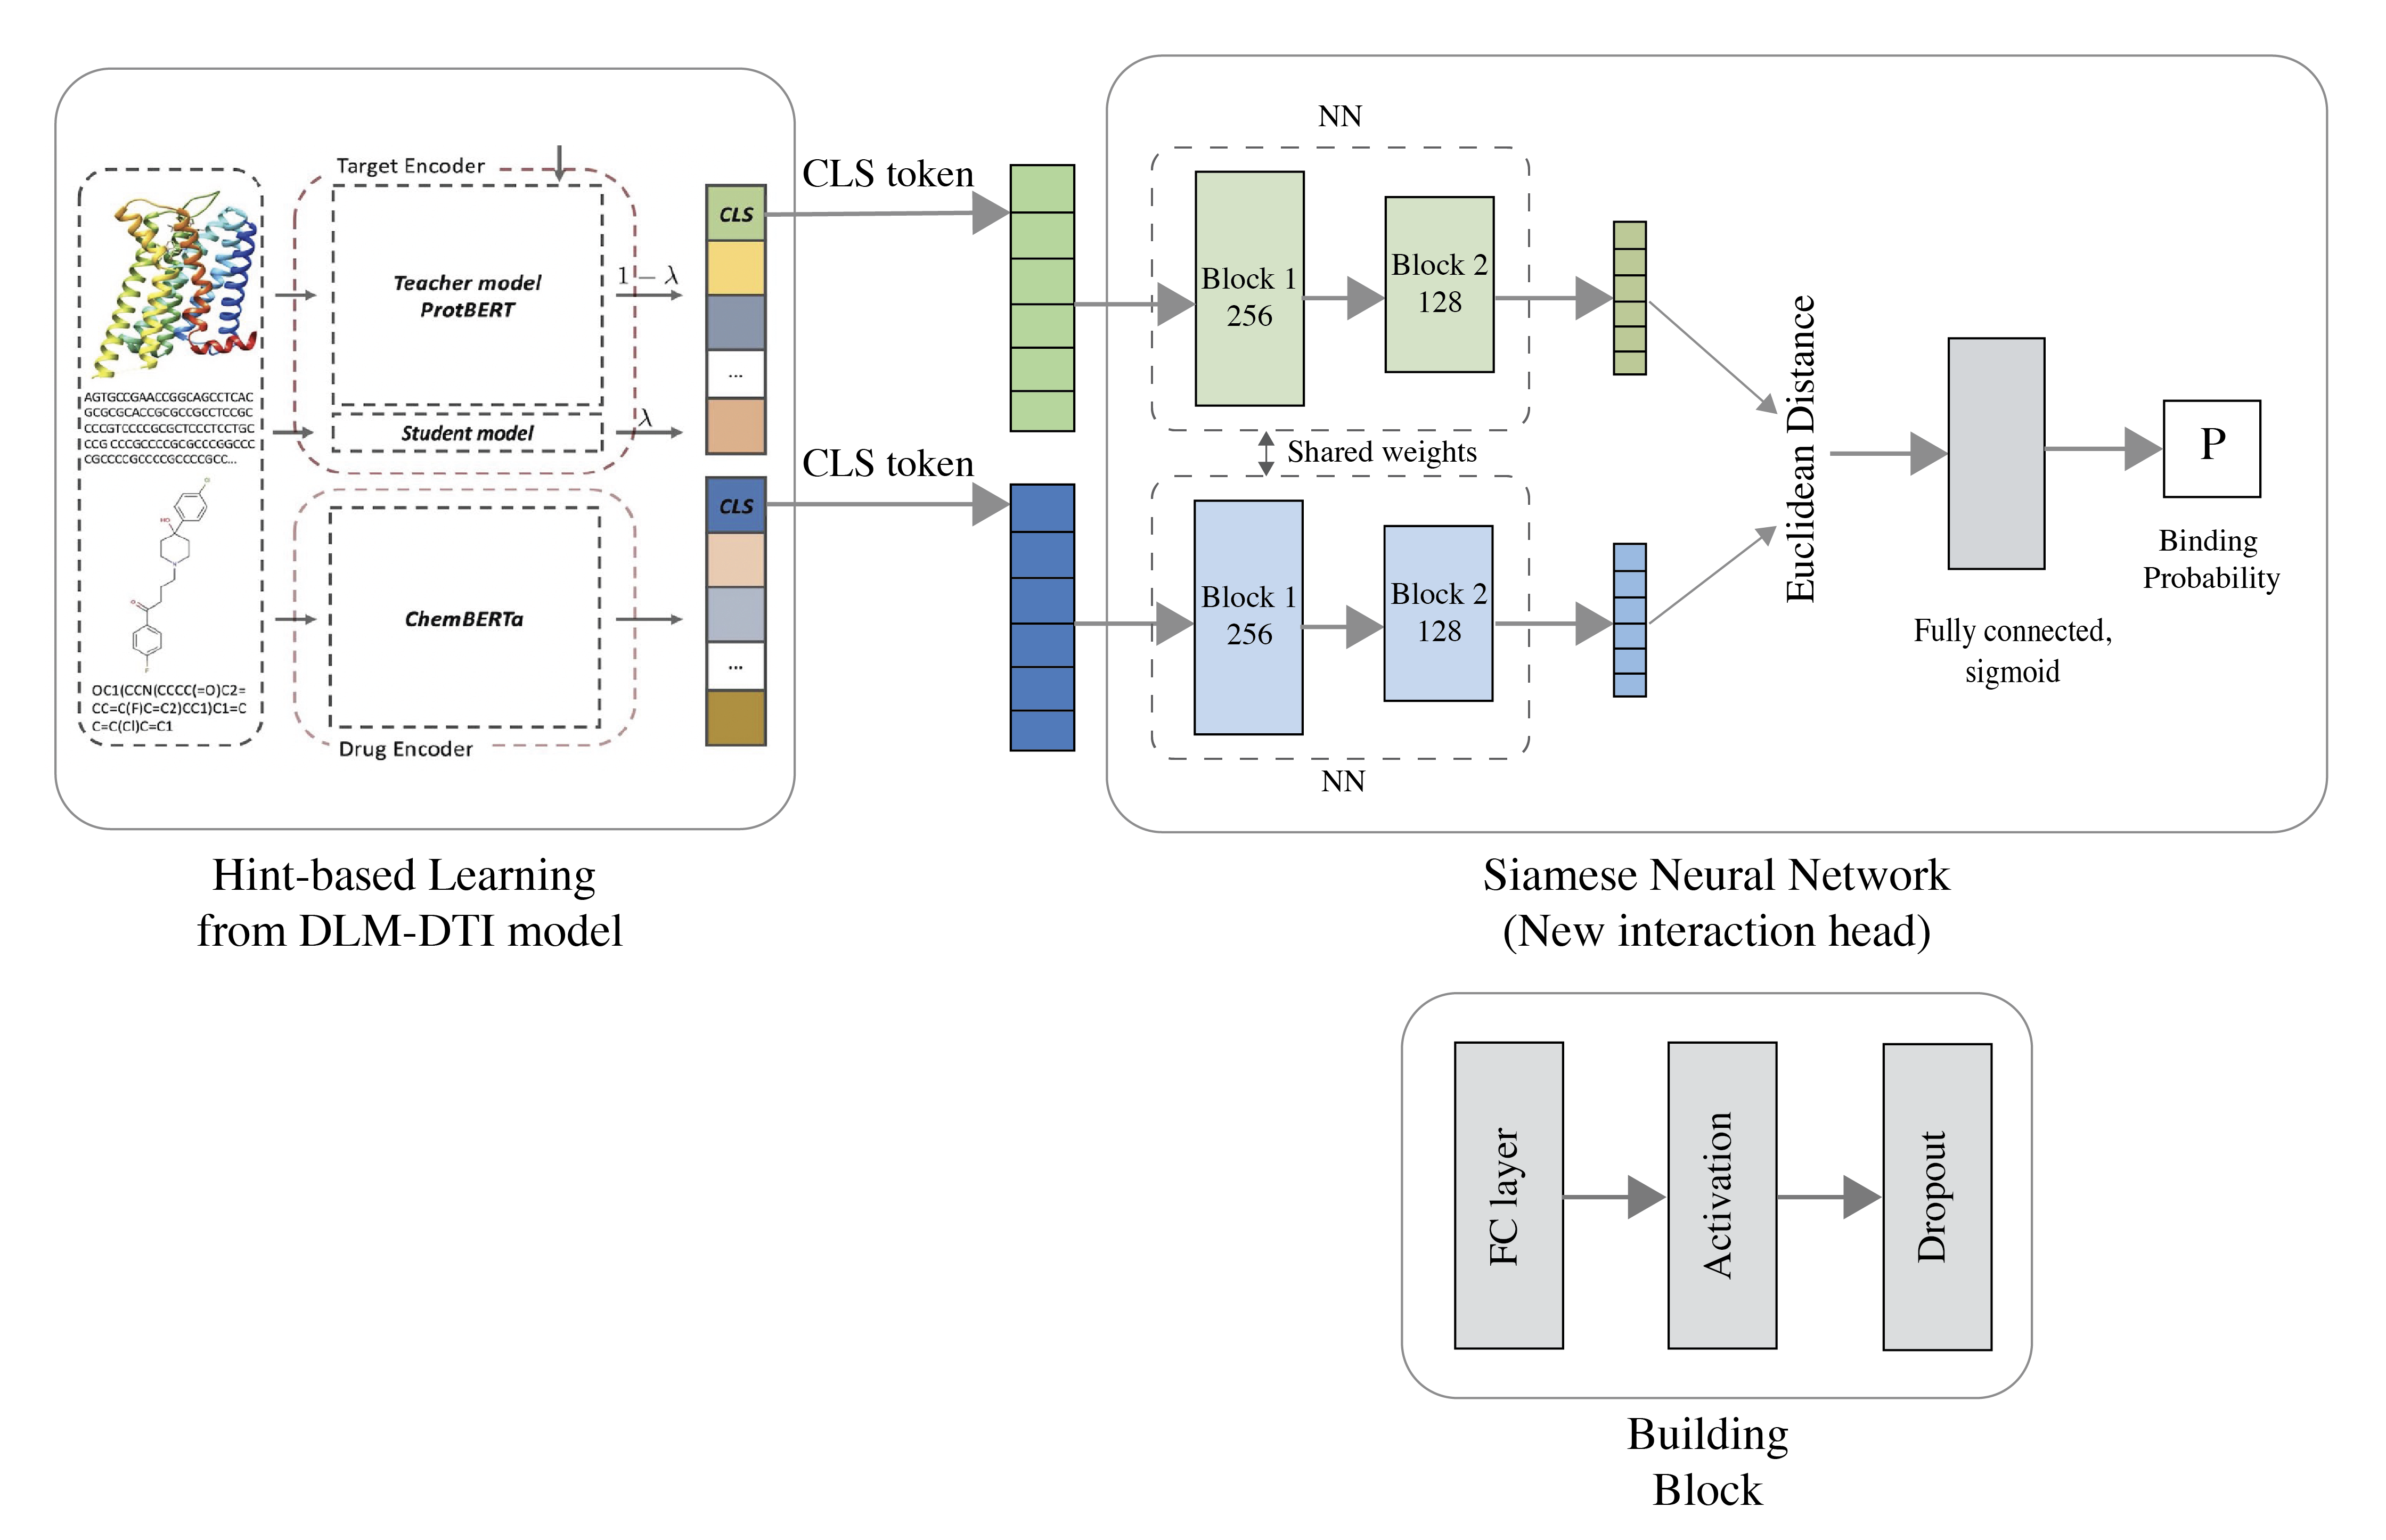 Target Encoder
Teacher model
ProtBERT
1 − λ
Student model
λ
AGTGCCGAACCGGCAGCCTCAC
GCGCGCACCGCGCCGCCTCCGC
CCCGTCCCCGCGCTCCCTCCTGC
CCG CCCGCCCCGCGCCCGGCCC
CGCCCCGCCCCGCCCCGCC...
Cl
HO
N
O
F
OC1(CCN(CCCC(=O)C2=
CC=C(F)C=C2)CC1)C1=C
C=C(Cl)C=C1
ChemBERTa
Drug Encoder
CLS
...
CLS
...
CLS token
CLS token
Hint-based Learning
from DLM-DTI model
NN
Block 1
256
Block 2
128
Shared weights
Block 1
256
Block 2
128
NN
Euclidean Distance
Fully connected,
sigmoid
P
Binding
Probability
Siamese Neural Network
(New interaction head)
FC layer
Activation
Dropout
Building
Block